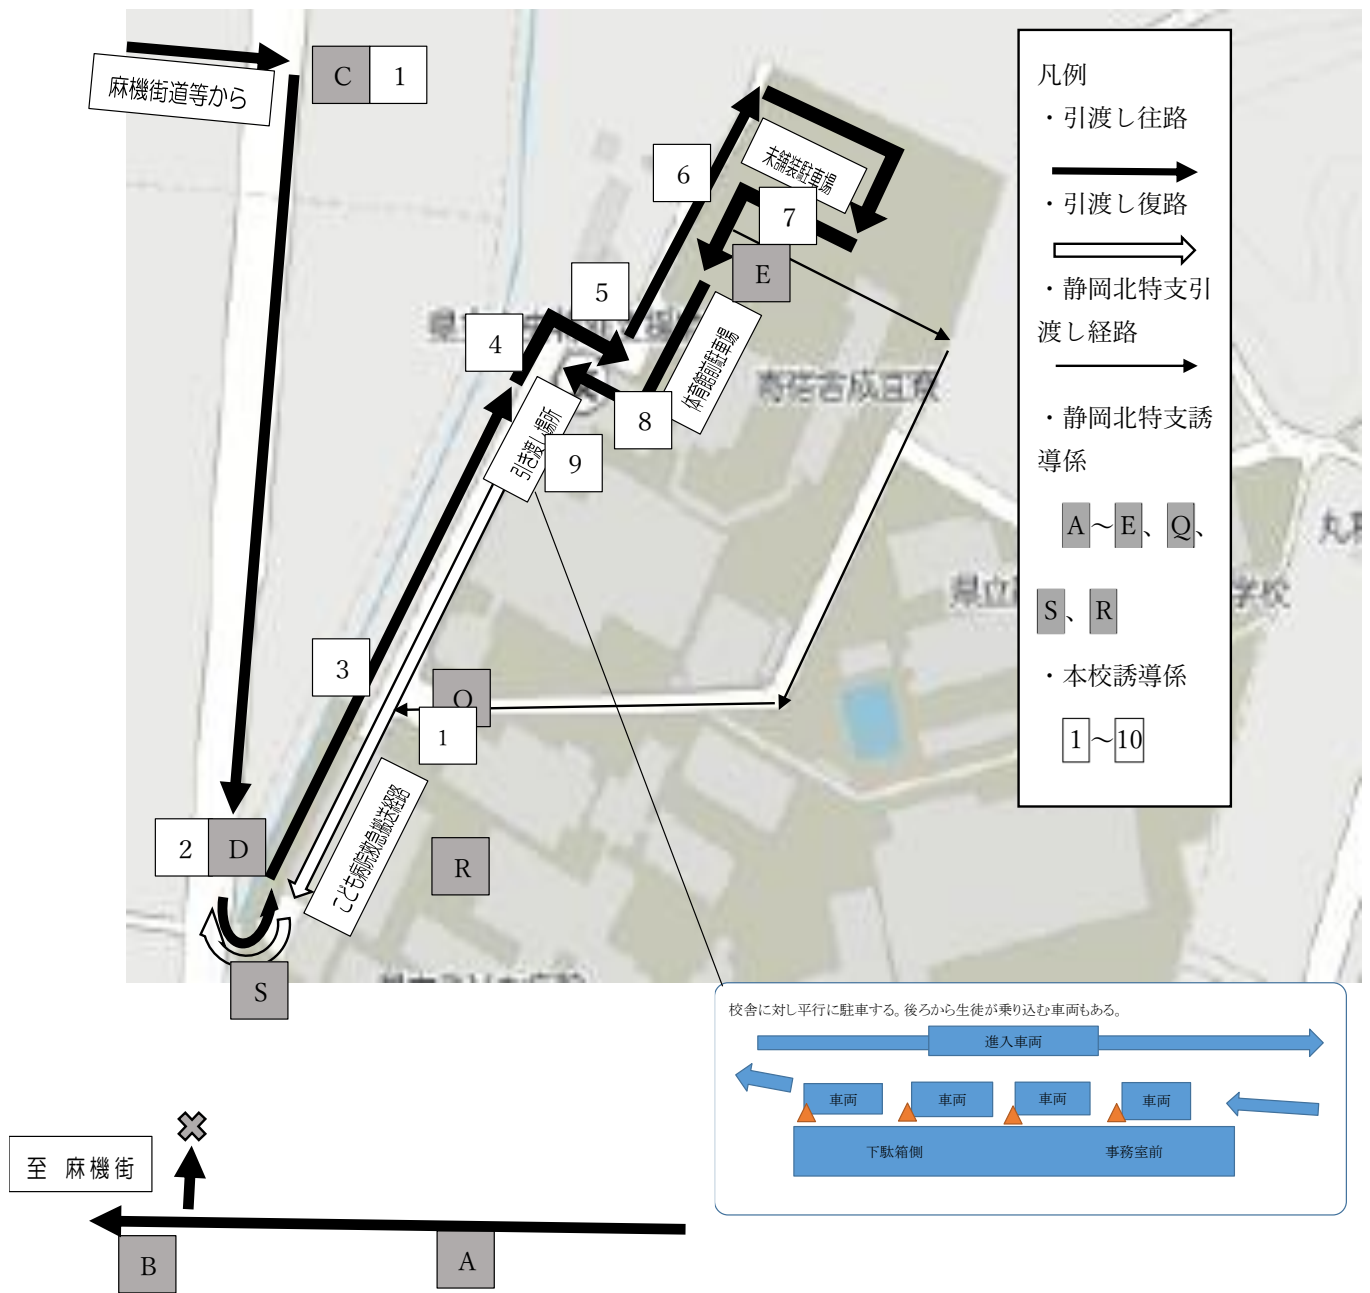 麻機街道等から
C
1
凡例
・引渡し往路
・引渡し復路
・静岡北特支引
渡し経路
・静岡北特支誘
導係
A～E、Q、
S、R
・本校誘導係
1～10
6
未舗装駐車場
7
E
5
4
体育館前駐車場
8
引き渡し場所
9
3
Q
1
こども病院救急搬送経路
2
D
R
S
県立
学校
校舎に対し平行に駐車する。後ろから生徒が乗り込む車両もある。
進入車両
車両
車両
車両
車両
下駄箱側
事務室前
至 麻機街
B
A